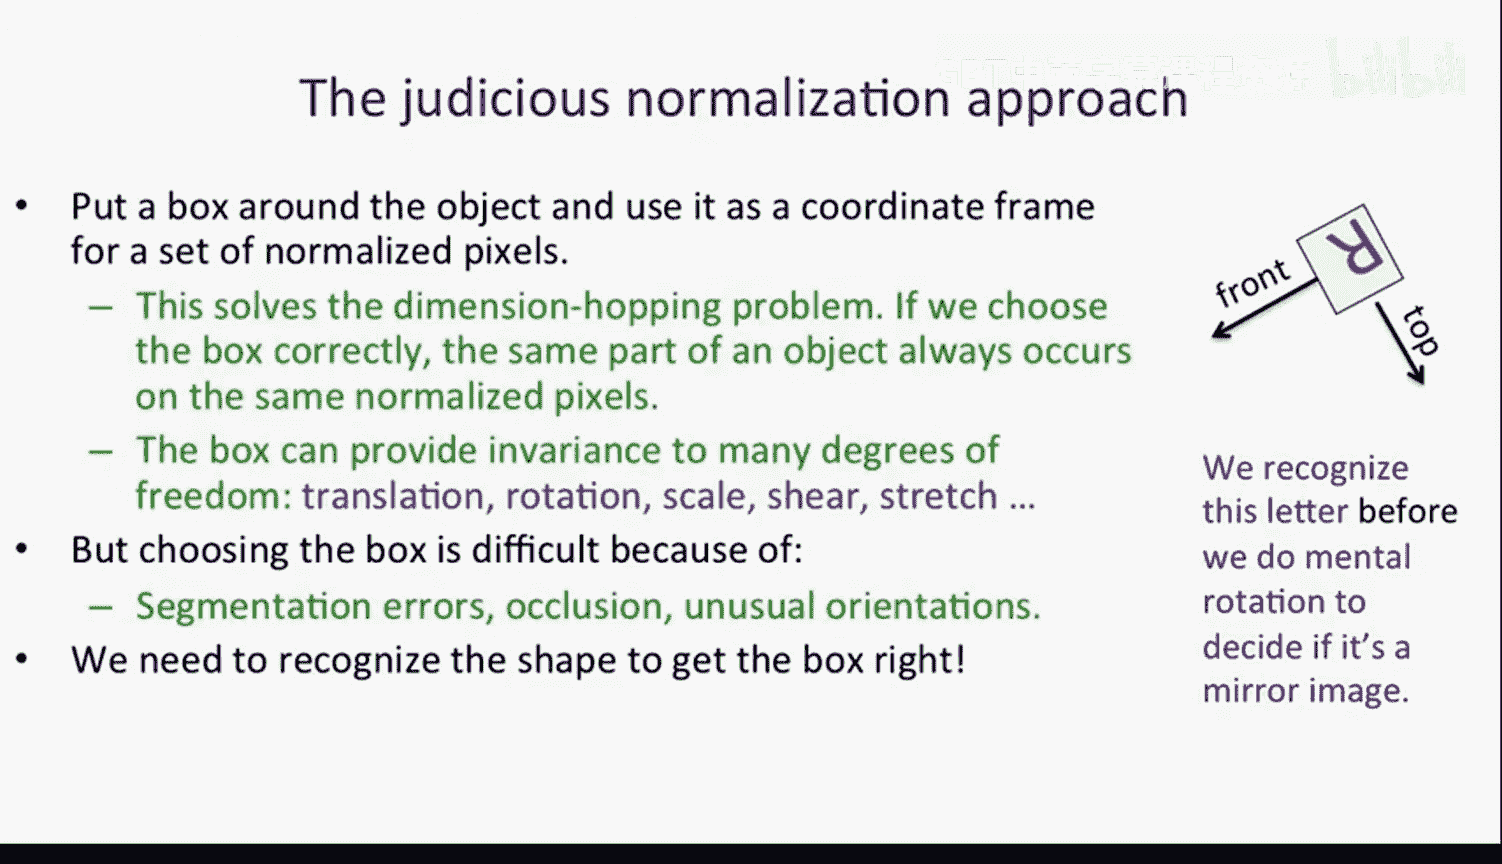 The judicious normalization approach
• Put a box around the object and use it as a coordinate frame
for a set of normalized pixels.
– This solves the dimension-hopping problem. If we choose
the box correctly, the same part of an object always occurs
on the same normalized pixels.
– The box can provide invariance to many degrees of
freedom: translation, rotation, scale, shear, stretch …
• But choosing the box is difficult because of:
– Segmentation errors, occlusion, unusual orientations.
• We need to recognize the shape to get the box right!
R
front
top
We recognize
this letter before
we do mental
rotation to
decide if it’s a
mirror image.